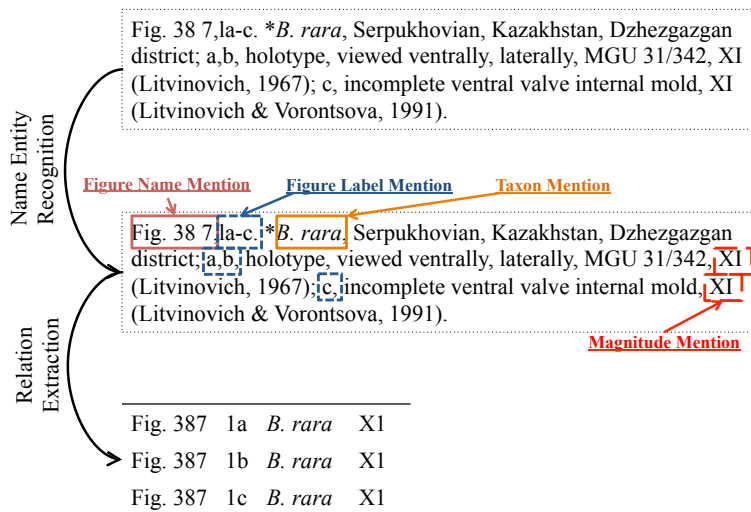 Fig. 38 7,la-c. *B. rara, Serpukhovian, Kazakhstan, Dzhezgazgan
district; a,b, holotype, viewed ventrally, laterally, MGU 31/342, XI
(Litvinovich, 1967); c, incomplete ventral valve internal mold, XI
(Litvinovich & Vorontsova, 1991).
Name Entity
Recognition
Figure Name Mention Figure Label Mention Taxon Mention
Fig. 38 7,la-c. *B. rara, Serpukhovian, Kazakhstan, Dzhezgazgan
district; a,b, holotype, viewed ventrally, laterally, MGU 31/342, XI
(Litvinovich, 1967); c, incomplete ventral valve internal mold, XI
(Litvinovich & Vorontsova, 1991).
Magnitude Mention
Relation
Extraction
Fig. 387 1a B. rara X1
Fig. 387 1b B. rara X1
Fig. 387 1c B. rara X1